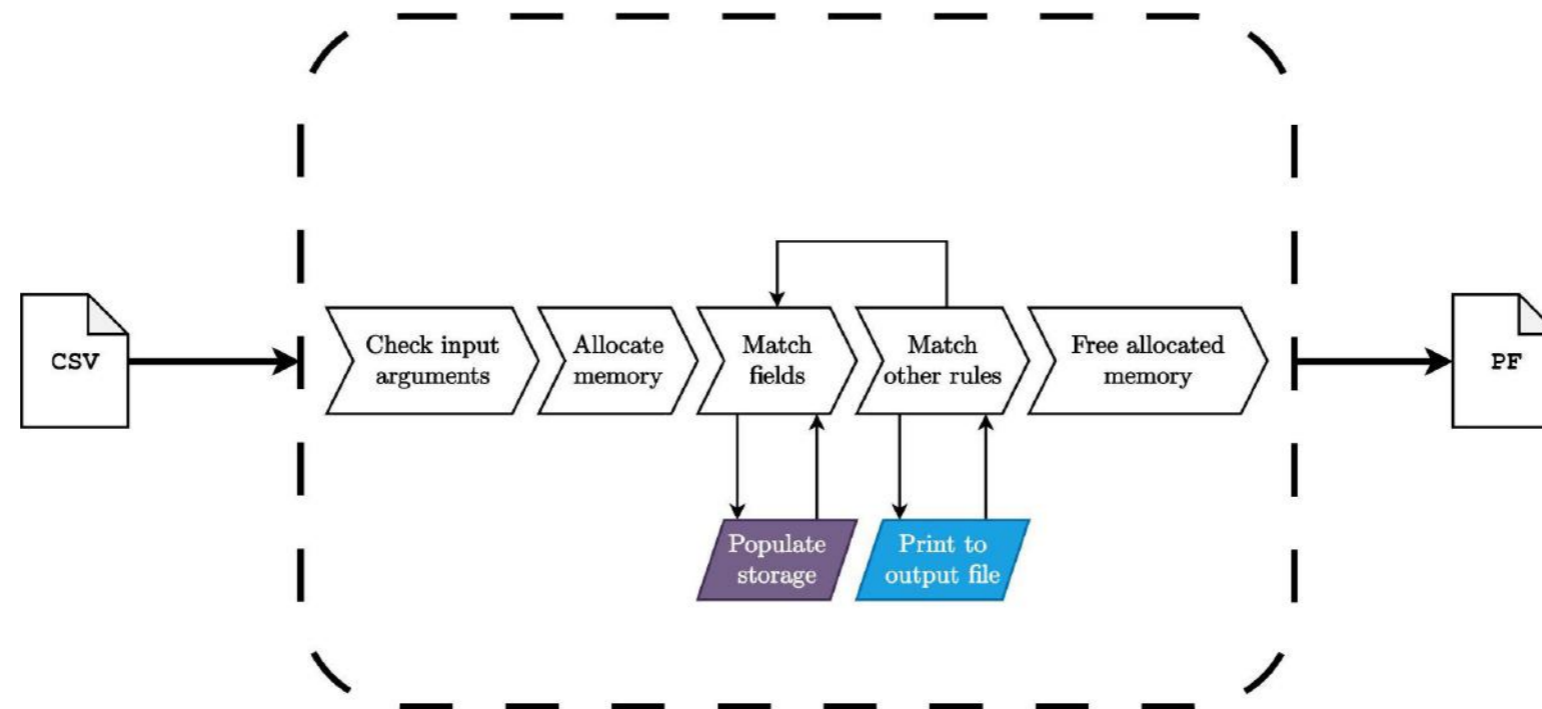 CSV
Check input
arguments
Allocate
memory
Match
fields
Match
other rules
Free allocated
memory
PF
Populate
storage
Print to
output file